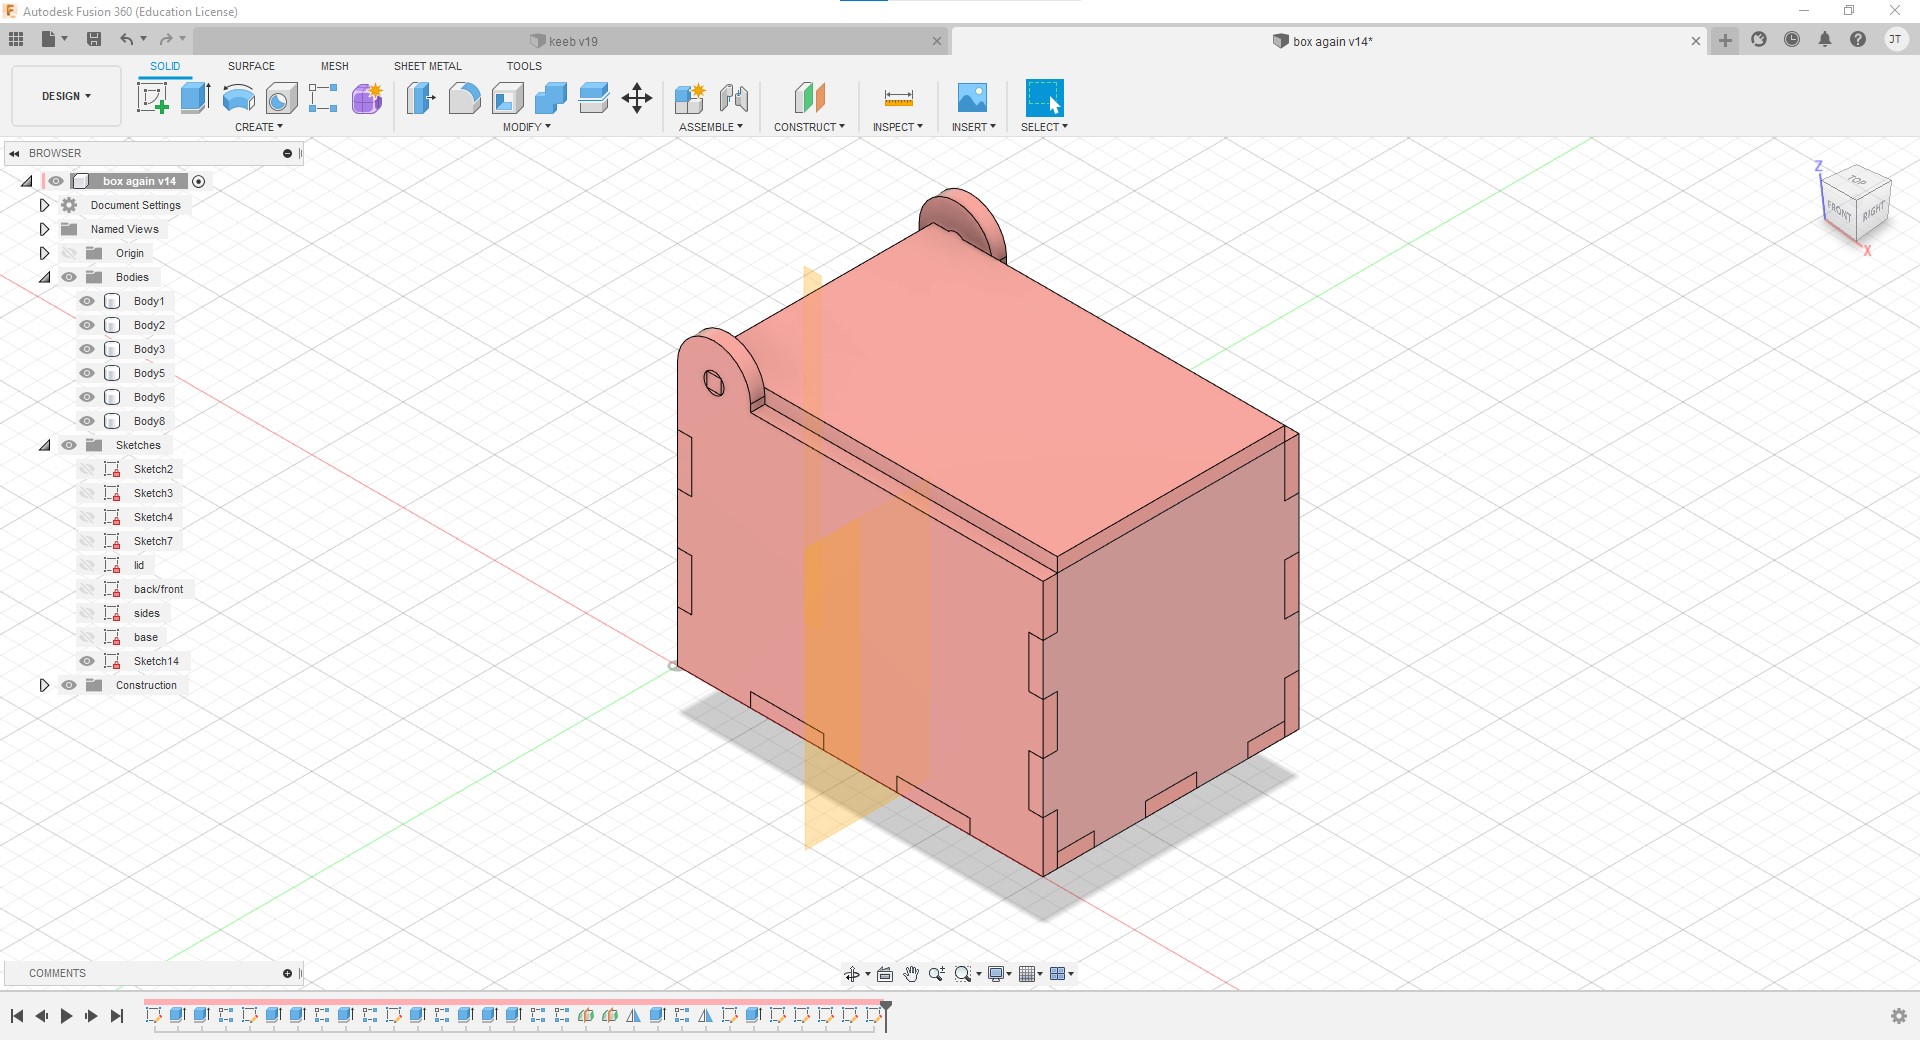 Autodesk Fusion 360 (Education License)
keeb v19
box again v14*
JT
DESIGN
SOLID SURFACE MESH SHEET METAL TOOLS
CREATE MODIFY ASSEMBLE CONSTRUCT INSPECT INSERT SELECT
BROWSER
box again v14
Document Settings
Named Views
Origin
Bodies
Body1
Body2
Body3
Body5
Body6
Body8
Sketches
Sketch2
Sketch3
Sketch4
Sketch7
lid
back/front
sides
base
Sketch14
Construction
Z
TOP
FRONT
RIGHT
X
COMMENTS